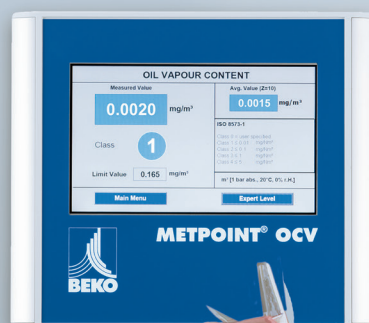 OIL VAPOUR CONTENT
Measured Value
0.0020 mg/m³
Class 1
Limit Value 0.165 mg/m³
Avg. Value (Z=10)
0.0015 mg/m³
ISO 8573-1
m³ [1 bar abs., 20°C, 0% r.H.]
Main Menu
Expert Level
METPOINT® OCV
BEKO